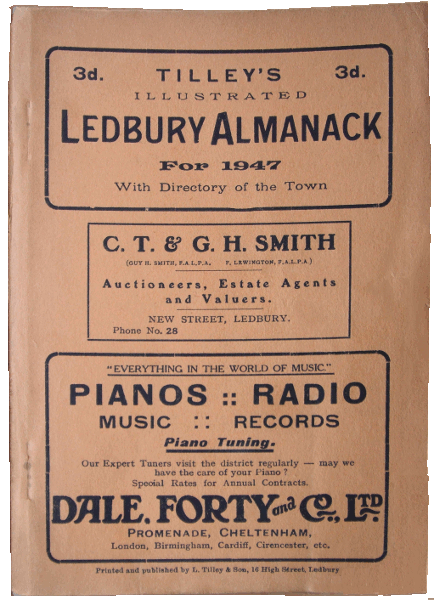 3d. TILLEY'S 3d.
ILLUSTRATED
LEDBURY ALMANACK
For 1947
With Directory of the Town
C. T. & G. H. SMITH
(GUY H. SMITH, F.A.L.P.A. F. LEWINGTON, F.A.L.P.A.)
Auctioneers, Estate Agents
and Valuers.
NEW STREET, LEDBURY.
Phone No. 28
"EVERYTHING IN THE WORLD OF MUSIC."
PIANOS :: RADIO
MUSIC :: RECORDS
Piano Tuning.
Our Expert Tuners visit the district regularly — may we
have the care of your Piano?
Special Rates for Annual Contracts.
DALE, FORTY and Co., LTD.
PROMENADE, CHELTENHAM,
London, Birmingham, Cardiff, Cirencester, etc.
Printed and published by L. Tilley & Son, 16 High Street, Ledbury